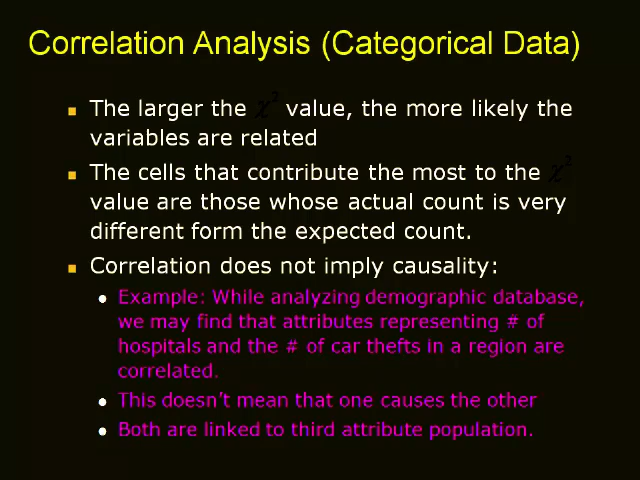 Correlation Analysis (Categorical Data)
The larger the χ² value, the more likely the
variables are related
The cells that contribute the most to the χ²
value are those whose actual count is very
different form the expected count.
Correlation does not imply causality:
Example: While analyzing demographic database,
we may find that attributes representing # of
hospitals and the # of car thefts in a region are
correlated.
This doesn't mean that one causes the other
Both are linked to third attribute population.